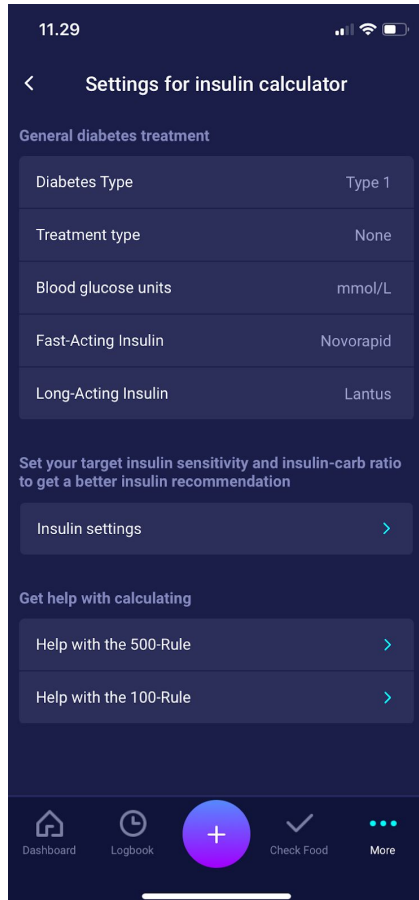 11.29
Settings for insulin calculator
General diabetes treatment
Diabetes Type Type 1
Treatment type None
Blood glucose units mmol/L
Fast-Acting Insulin Novorapid
Long-Acting Insulin Lantus
Set your target insulin sensitivity and insulin-carb ratio
to get a better insulin recommendation
Insulin settings
Get help with calculating
Help with the 500-Rule
Help with the 100-Rule
Dashboard Logbook Check Food More